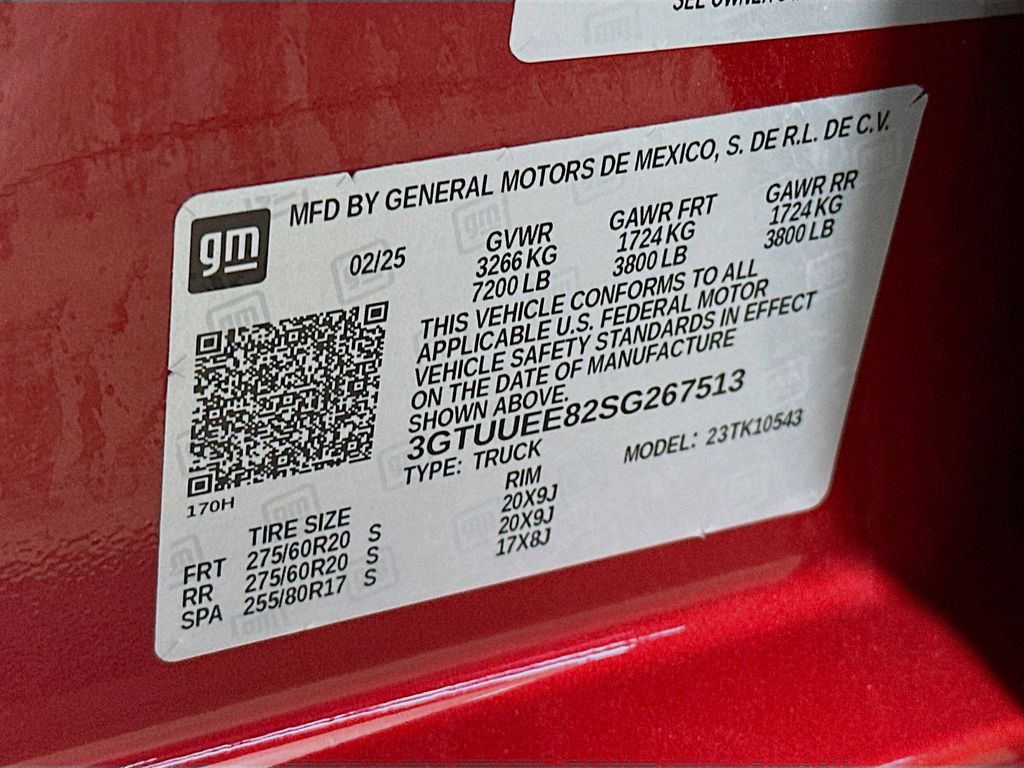 SEE OWNER'S
MFD BY GENERAL MOTORS DE MEXICO, S. DE R.L. DE C.V.
gm
02/25
GVWR GAWR FRT GAWR RR
3266 KG 1724 KG 1724 KG
7200 LB 3800 LB 3800 LB
THIS VEHICLE CONFORMS TO ALL
APPLICABLE U.S. FEDERAL MOTOR
VEHICLE SAFETY STANDARDS IN EFFECT
ON THE DATE OF MANUFACTURE
SHOWN ABOVE.
3GTUUEE82SG267513
TYPE: TRUCK MODEL: 23TK10543
170H
TIRE SIZE RIM
FRT 275/60R20 S 20X9J
RR 275/60R20 S 20X9J
SPA 255/80R17 S 17X8J